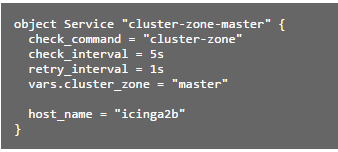 object Service "cluster-zone-master" {
check_command = "cluster-zone"
check_interval = 5s
retry_interval = 1s
vars.cluster_zone = "master"
host_name = "icinga2b"
}